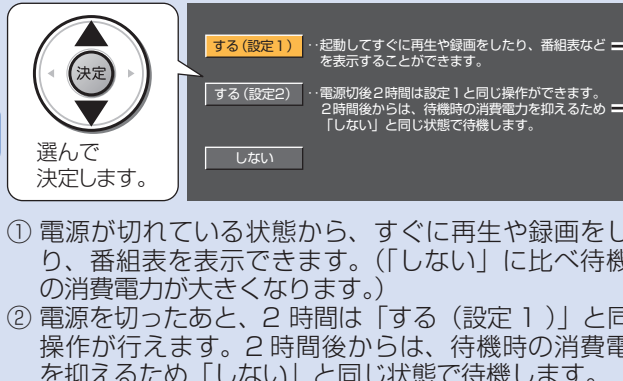 決定
選んで
決定します。
する(設定1)
‥起動してすぐに再生や録画をしたり、番組表など
を表示することができます。
する(設定2)
‥電源切後2時間は設定1と同じ操作ができます。
2時間後からは、待機時の消費電力を抑えるため
「しない」と同じ状態で待機します。
しない
① 電源が切れている状態から、すぐに再生や録画をし
り、番組表を表示できます。(「しない」に比べ待機
の消費電力が大きくなります。)
② 電源を切ったあと、2 時間は「する(設定 1 )」と同
操作が行えます。2 時間後からは、待機時の消費電
を抑えるため「しない」と同じ状態で待機します。